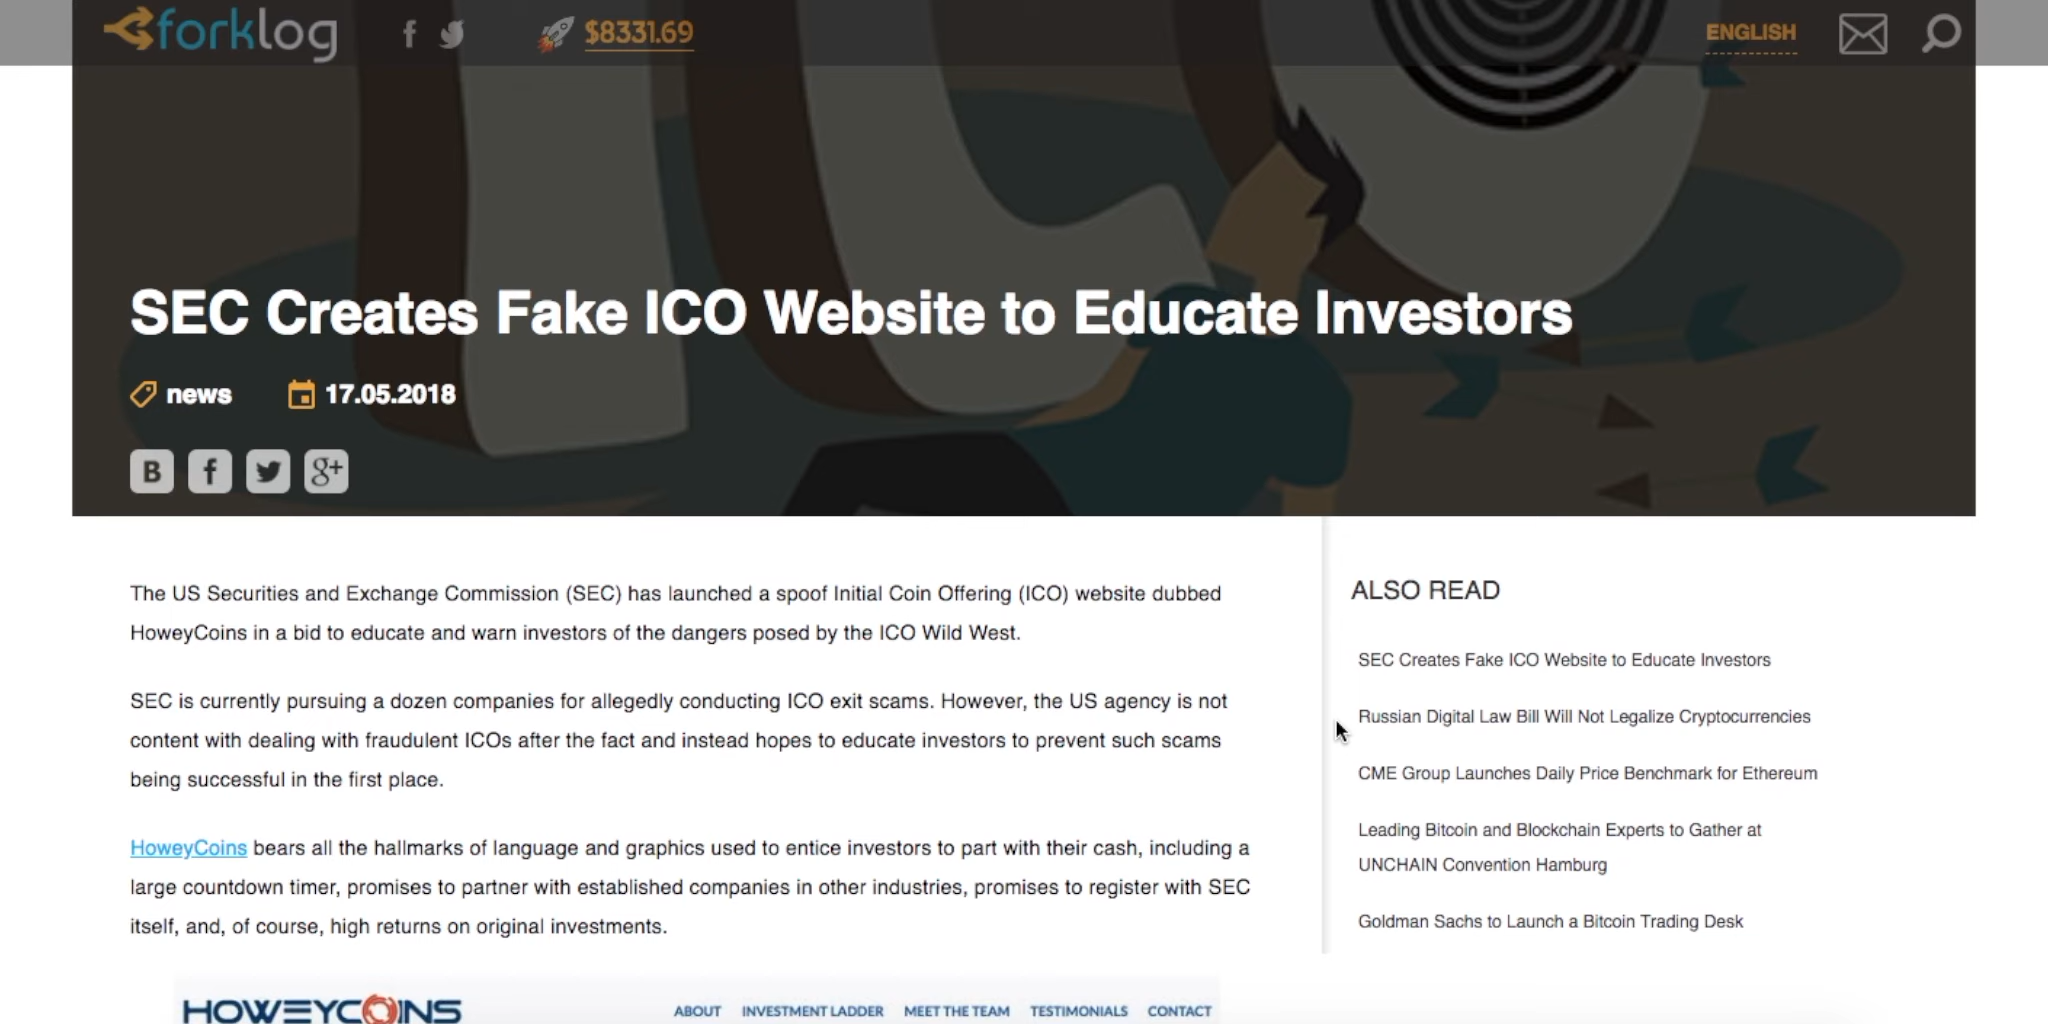 forklog
$8331.69
ENGLISH
SEC Creates Fake ICO Website to Educate Investors
news
17.05.2018
B f g+
The US Securities and Exchange Commission (SEC) has launched a spoof Initial Coin Offering (ICO) website dubbed
HoweyCoins in a bid to educate and warn investors of the dangers posed by the ICO Wild West.
SEC is currently pursuing a dozen companies for allegedly conducting ICO exit scams. However, the US agency is not
content with dealing with fraudulent ICOs after the fact and instead hopes to educate investors to prevent such scams
being successful in the first place.
HoweyCoins bears all the hallmarks of language and graphics used to entice investors to part with their cash, including a
large countdown timer, promises to partner with established companies in other industries, promises to register with SEC
itself, and, of course, high returns on original investments.
ALSO READ
SEC Creates Fake ICO Website to Educate Investors
Russian Digital Law Bill Will Not Legalize Cryptocurrencies
CME Group Launches Daily Price Benchmark for Ethereum
Leading Bitcoin and Blockchain Experts to Gather at
UNCHAIN Convention Hamburg
Goldman Sachs to Launch a Bitcoin Trading Desk
HOWEYCOINS
ABOUT INVESTMENT LADDER MEET THE TEAM TESTIMONIALS CONTACT